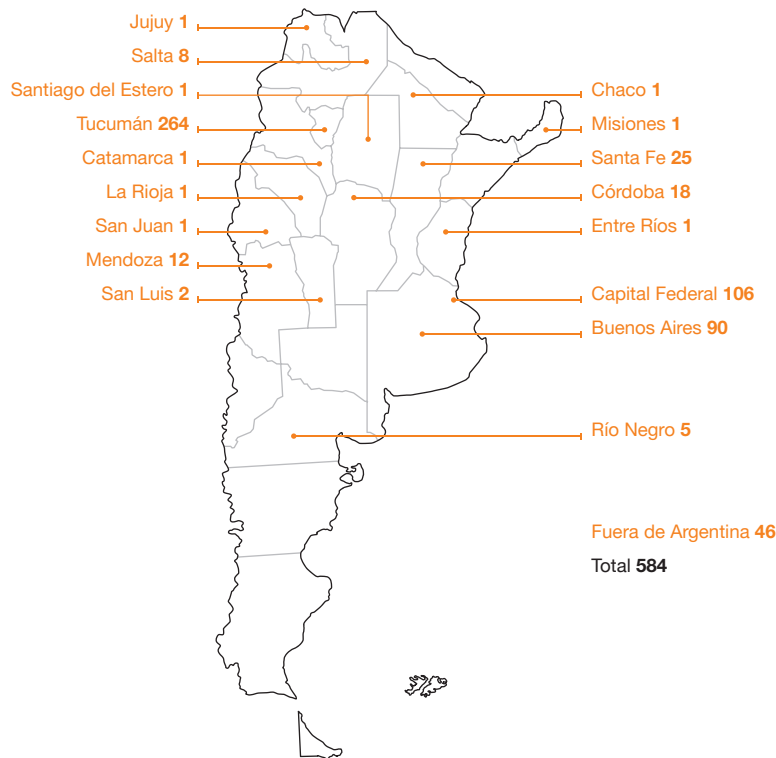 Jujuy 1
Salta 8
Santiago del Estero 1
Tucumán 264
Catamarca 1
La Rioja 1
San Juan 1
Mendoza 12
San Luis 2
Chaco 1
Misiones 1
Santa Fe 25
Córdoba 18
Entre Ríos 1
Capital Federal 106
Buenos Aires 90
Río Negro 5
Fuera de Argentina 46
Total 584